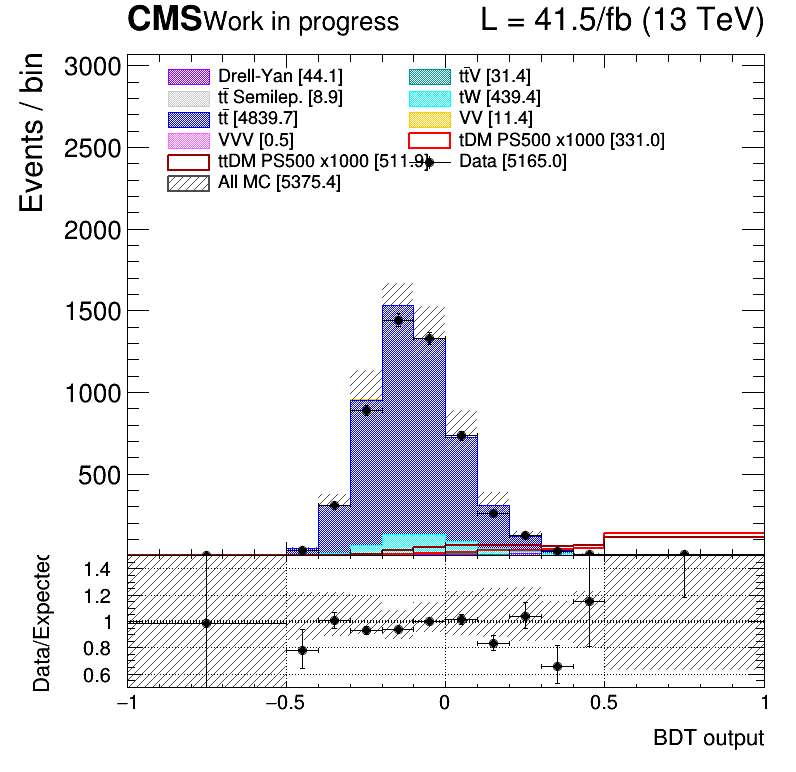 CMS Work in progress L = 41.5/fb (13 TeV)
Events / bin
3000
2500
2000
1500
1000
500
Drell-Yan [44.1]
tt̄ Semilep. [8.9]
tt̄ [4839.7]
VVV [0.5]
ttDM PS500 x1000 [511.9]
All MC [5375.4]
tt̄V [31.4]
tW [439.4]
VV [11.4]
tDM PS500 x1000 [331.0]
Data [5165.0]
Data/Expected
1.4
1.2
1
0.8
0.6
−1 −0.5 0 0.5 1
BDT output